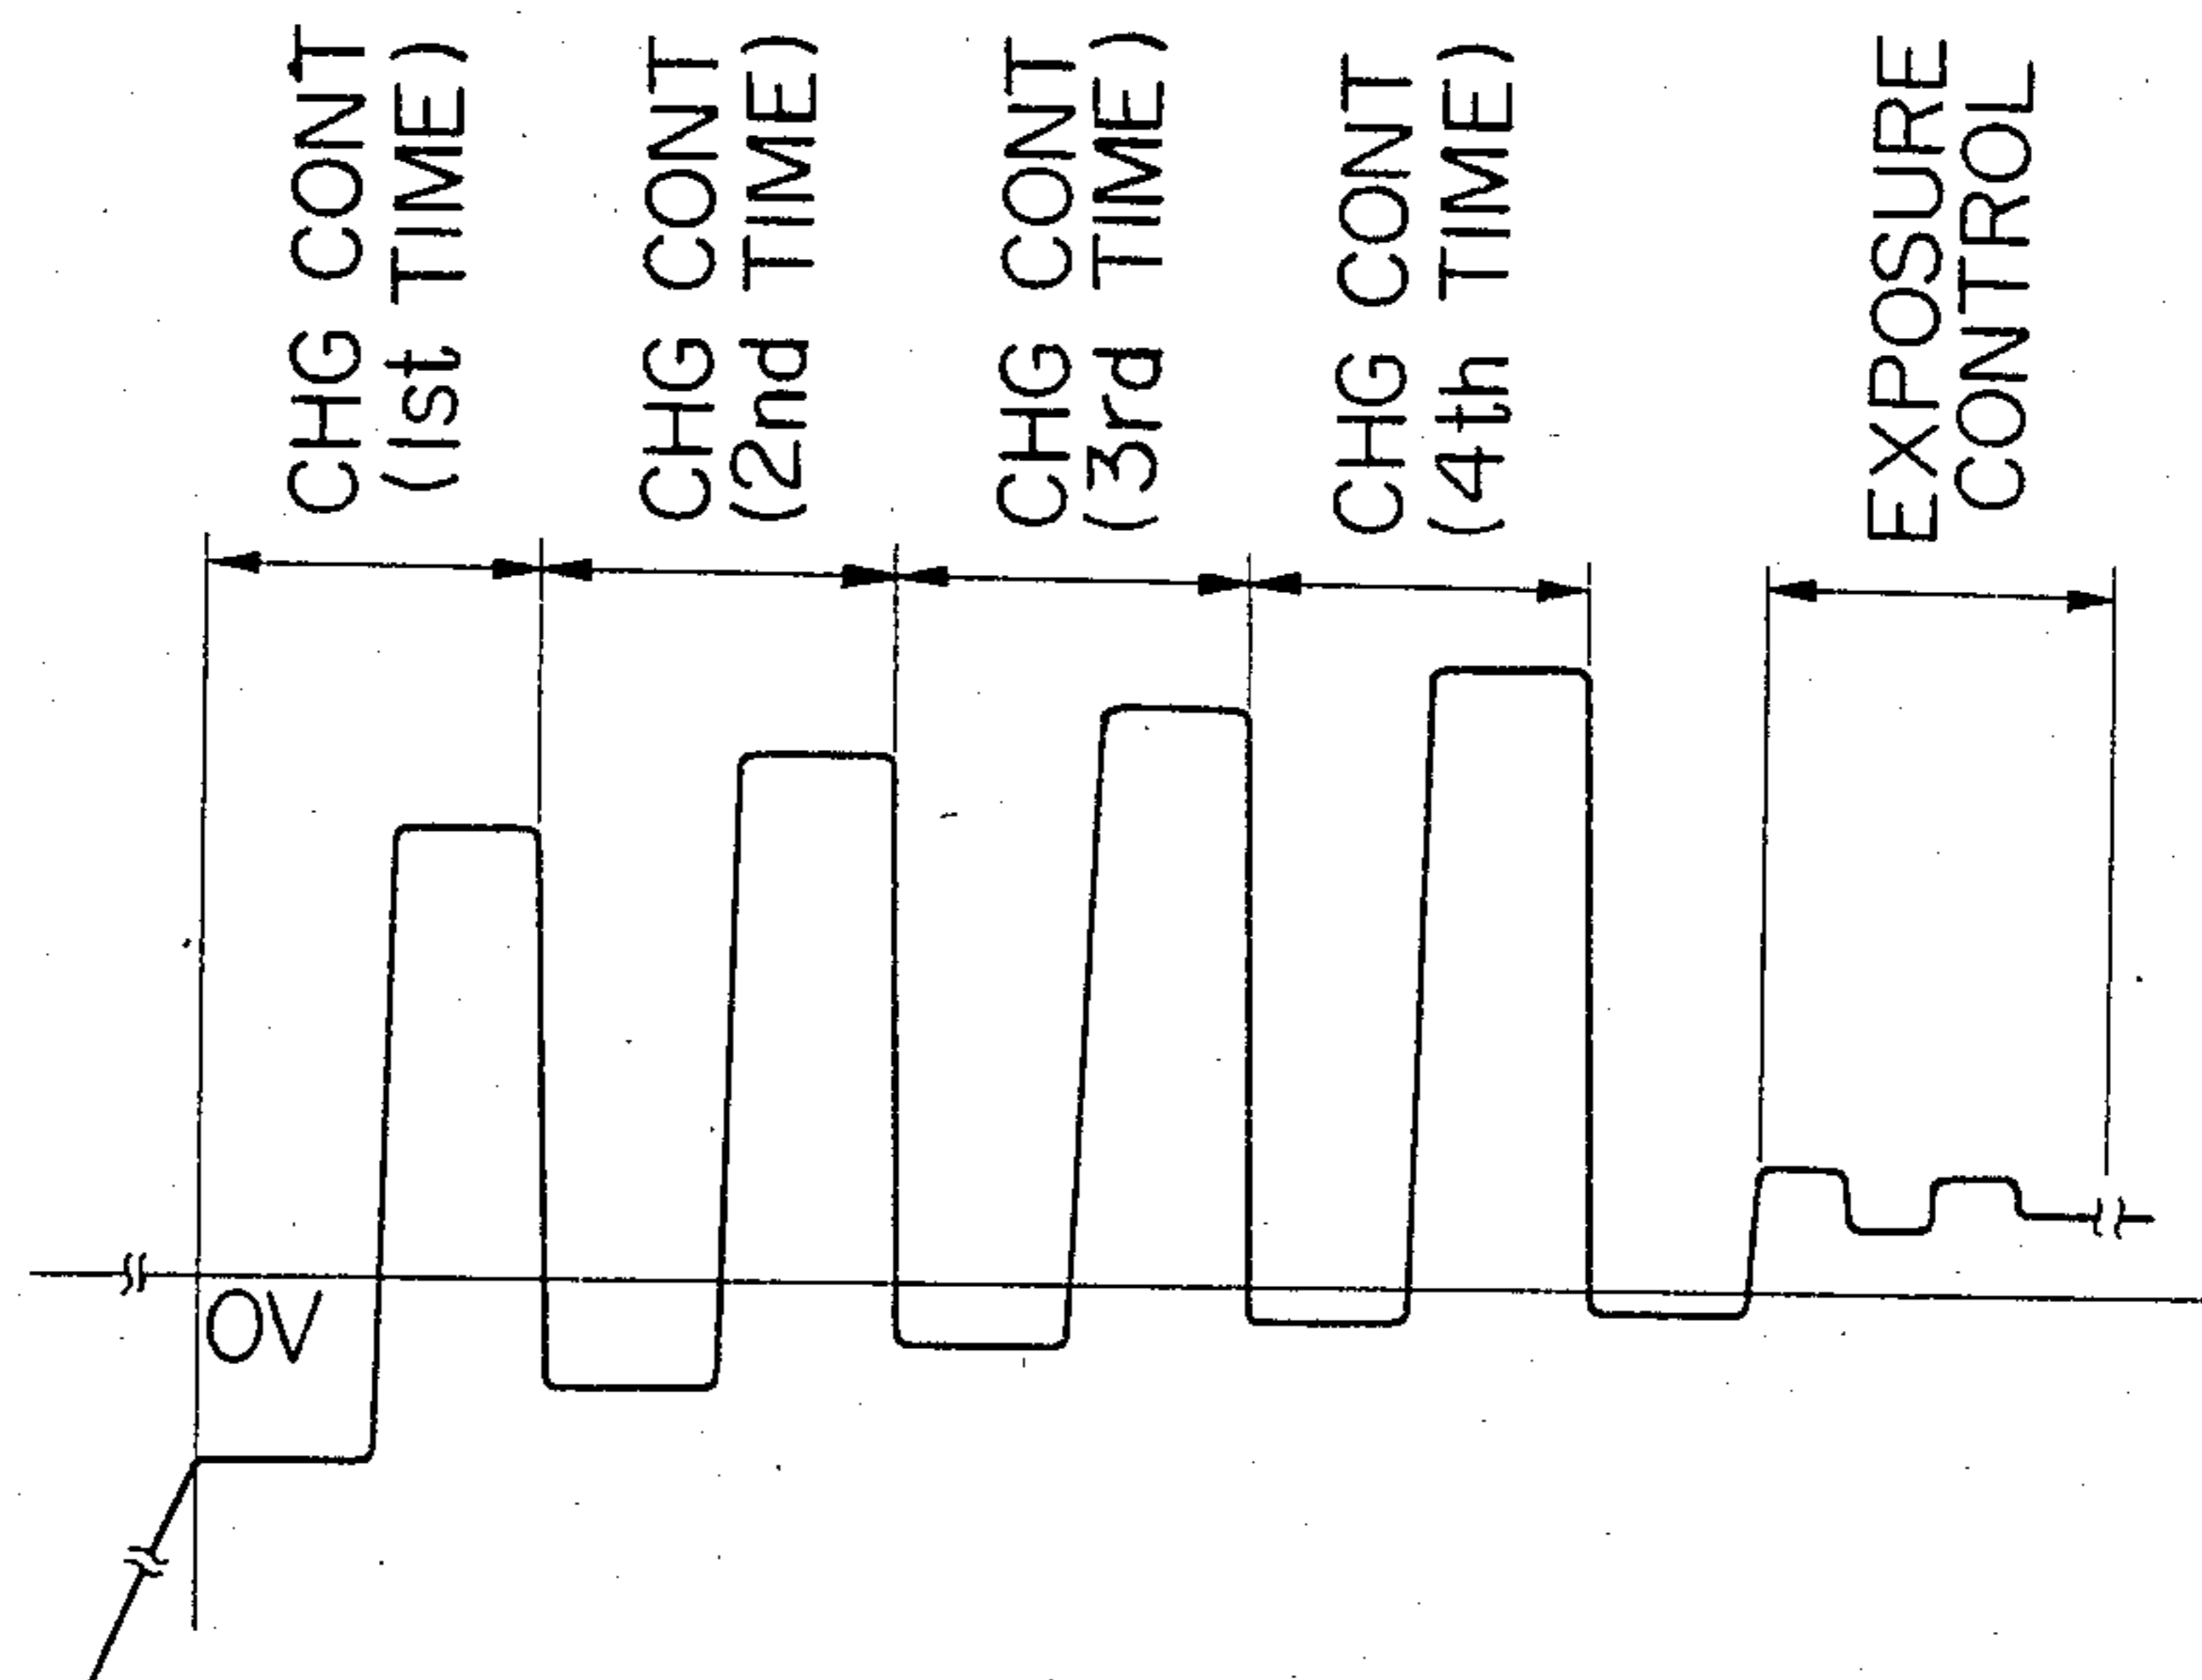 CHG CONT
(1st TIME)
CHG CONT
(2nd TIME)
CHG CONT
(3rd TIME)
CHG CONT
(4th TIME)
EXPOSURE
CONTROL
0V